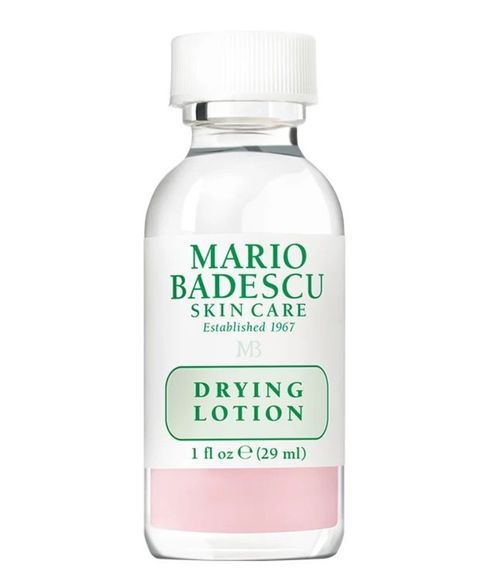 MARIO
BADESCU
SKIN CARE
Established 1967
MB
DRYING
LOTION
1 fl oz ℮ (29 ml)